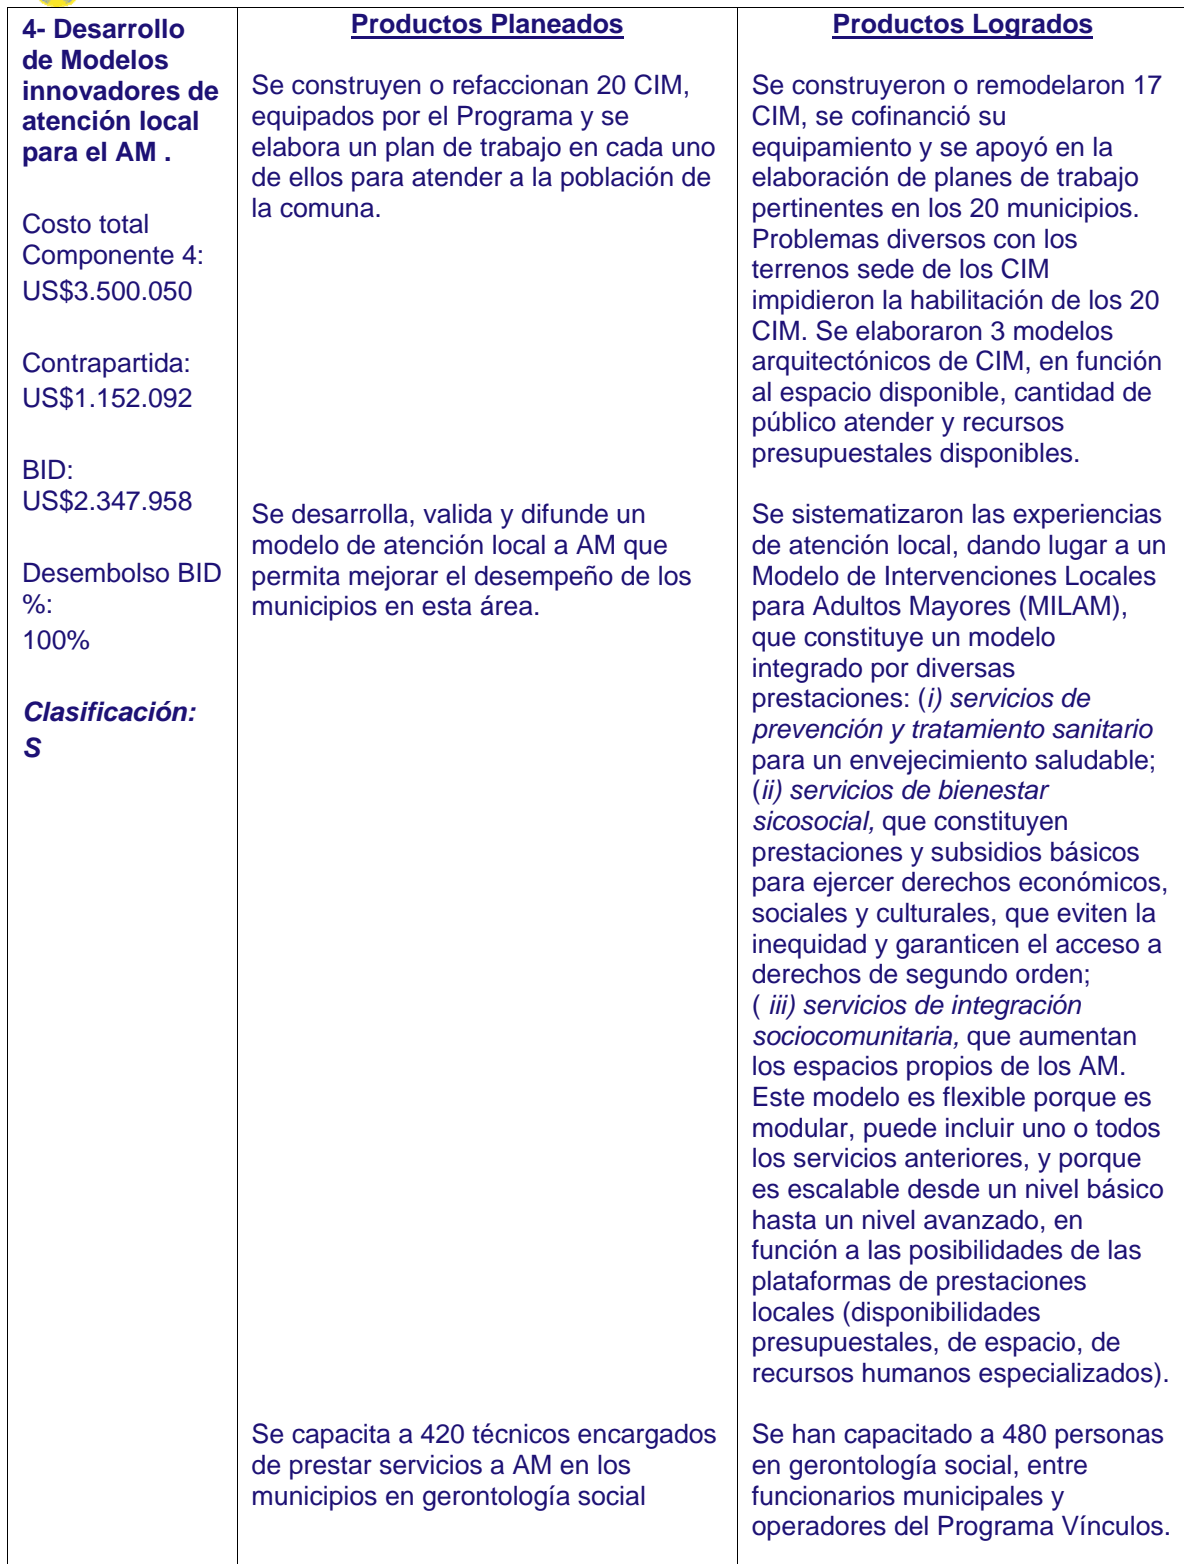 4- Desarrollo
de Modelos
innovadores de
atención local
para el AM .
Costo total
Componente 4:
US$3.500.050
Contrapartida:
US$1.152.092
BID:
US$2.347.958
Desembolso BID
%:
100%
Clasificación:
S
Productos Planeados
Se construyen o refaccionan 20 CIM,
equipados por el Programa y se
elabora un plan de trabajo en cada uno
de ellos para atender a la población de
la comuna.
Se desarrolla, valida y difunde un
modelo de atención local a AM que
permita mejorar el desempeño de los
municipios en esta área.
Se capacita a 420 técnicos encargados
de prestar servicios a AM en los
municipios en gerontología social
Productos Logrados
Se construyeron o remodelaron 17
CIM, se cofinanció su
equipamiento y se apoyó en la
elaboración de planes de trabajo
pertinentes en los 20 municipios.
Problemas diversos con los
terrenos sede de los CIM
impidieron la habilitación de los 20
CIM. Se elaboraron 3 modelos
arquitectónicos de CIM, en función
al espacio disponible, cantidad de
público atender y recursos
presupuestales disponibles.
Se sistematizaron las experiencias
de atención local, dando lugar a un
Modelo de Intervenciones Locales
para Adultos Mayores (MILAM),
que constituye un modelo
integrado por diversas
prestaciones: (i) servicios de
prevención y tratamiento sanitario
para un envejecimiento saludable;
(ii) servicios de bienestar
sicosocial, que constituyen
prestaciones y subsidios básicos
para ejercer derechos económicos,
sociales y culturales, que eviten la
inequidad y garanticen el acceso a
derechos de segundo orden;
( iii) servicios de integración
sociocomunitaria, que aumentan
los espacios propios de los AM.
Este modelo es flexible porque es
modular, puede incluir uno o todos
los servicios anteriores, y porque
es escalable desde un nivel básico
hasta un nivel avanzado, en
función a las posibilidades de las
plataformas de prestaciones
locales (disponibilidades
presupuestales, de espacio, de
recursos humanos especializados).
Se han capacitado a 480 personas
en gerontología social, entre
funcionarios municipales y
operadores del Programa Vínculos.